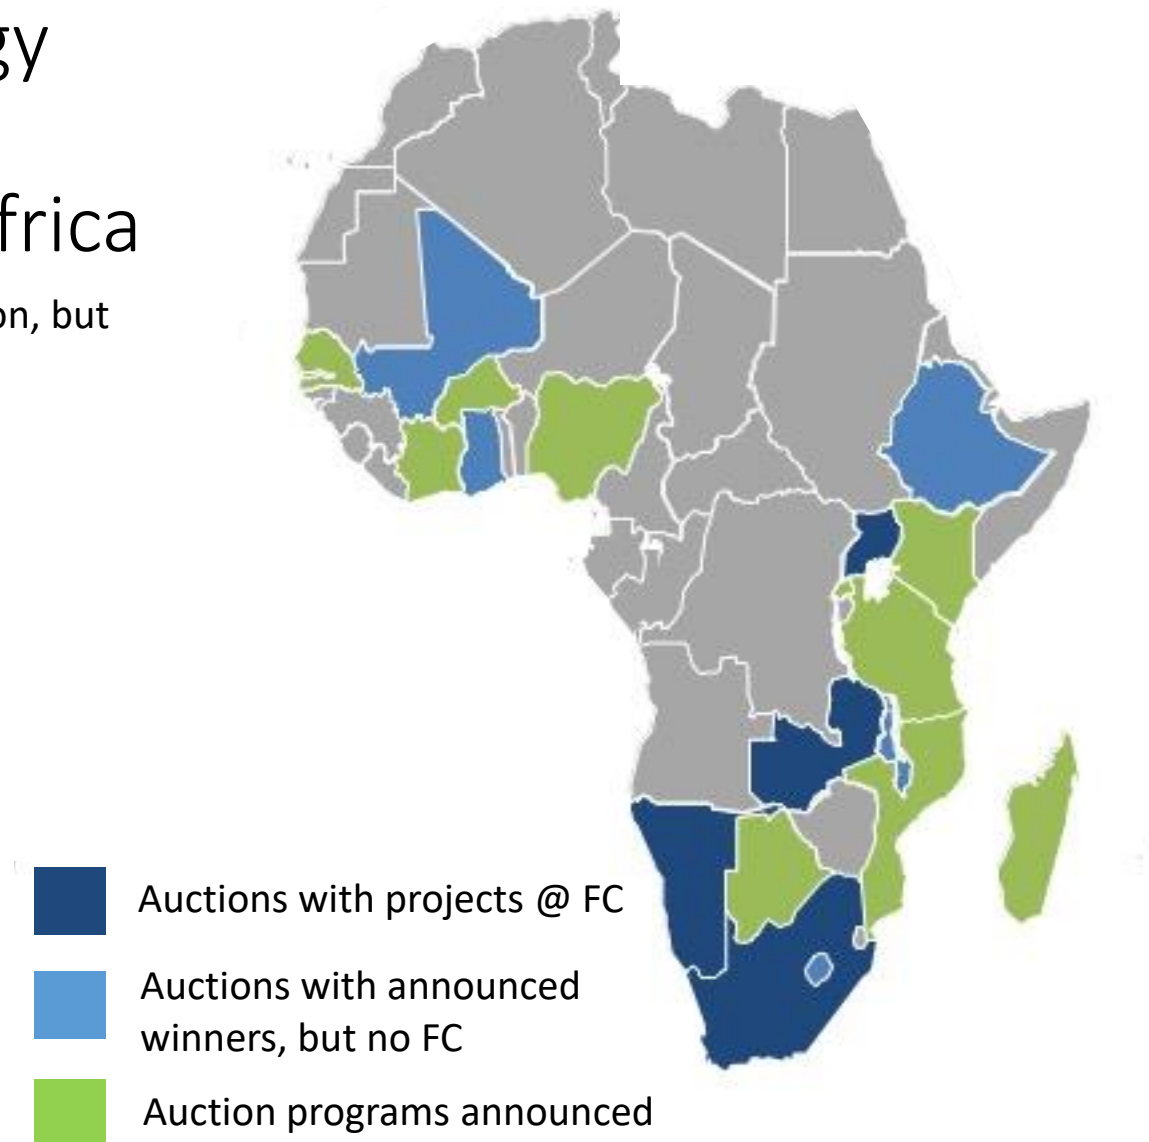 gy
frica
on, but
Auctions with projects @ FC
Auctions with announced
winners, but no FC
Auction programs announced